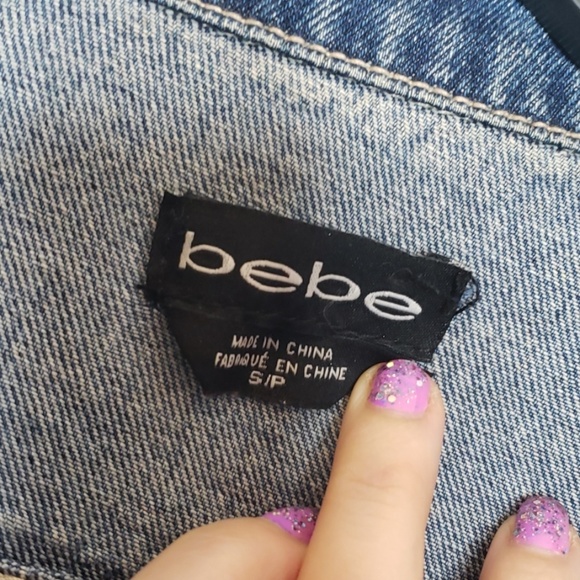 bebe
MADE IN CHINA
FABRIQUÉ EN CHINE
S/P